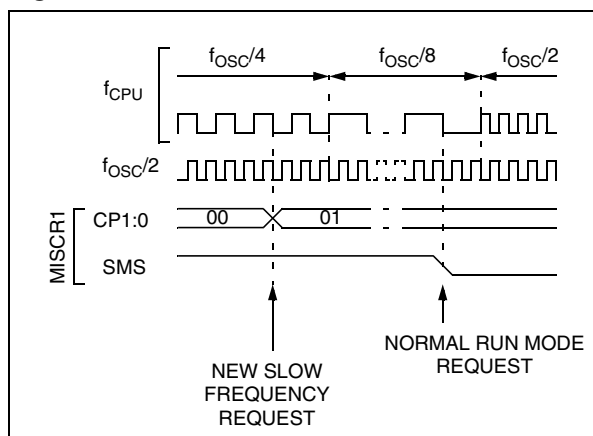 fOSC/4 fOSC/8 fOSC/2
fCPU
fOSC/2
MISCR1
CP1:0 00 01
SMS
NEW SLOW
FREQUENCY
REQUEST
NORMAL RUN MODE
REQUEST